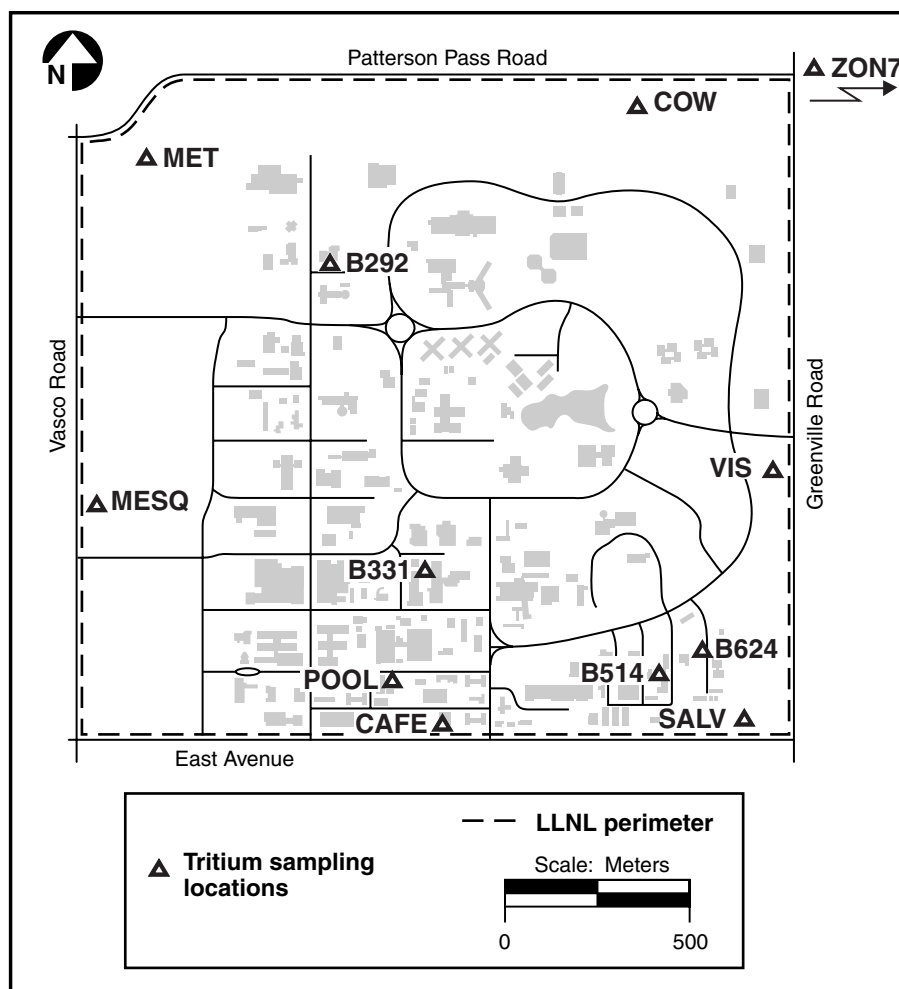 Patterson Pass Road
ZON7
N
COW
MET
B292
Vasco Road
Greenville Road
VIS
MESQ
B331
B624
POOL
B514
CAFE
SALV
East Avenue
LLNL perimeter
Tritium sampling
locations
Scale: Meters
0
500